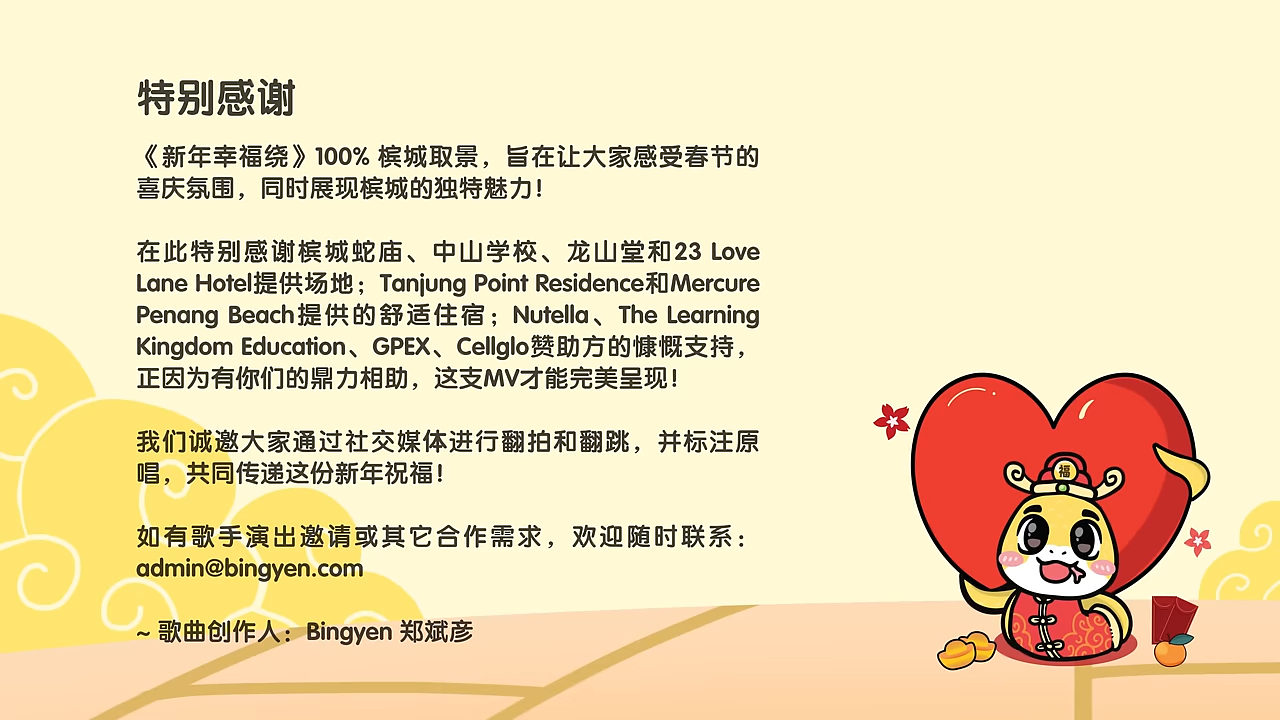 特别感谢
《新年幸福绕》100% 槟城取景，旨在让大家感受春节的
喜庆氛围，同时展现槟城的独特魅力！
在此特别感谢槟城蛇庙、中山学校、龙山堂和23 Love
Lane Hotel提供场地；Tanjung Point Residence和Mercure
Penang Beach提供的舒适住宿；Nutella、The Learning
Kingdom Education、GPEX、Cellglo赞助方的慷慨支持，
正因为有你们的鼎力相助，这支MV才能完美呈现！
我们诚邀大家通过社交媒体进行翻拍和翻跳，并标注原
唱，共同传递这份新年祝福！
如有歌手演出邀请或其它合作需求，欢迎随时联系：
admin@bingyen.com
~ 歌曲创作人：Bingyen 郑斌彦
福